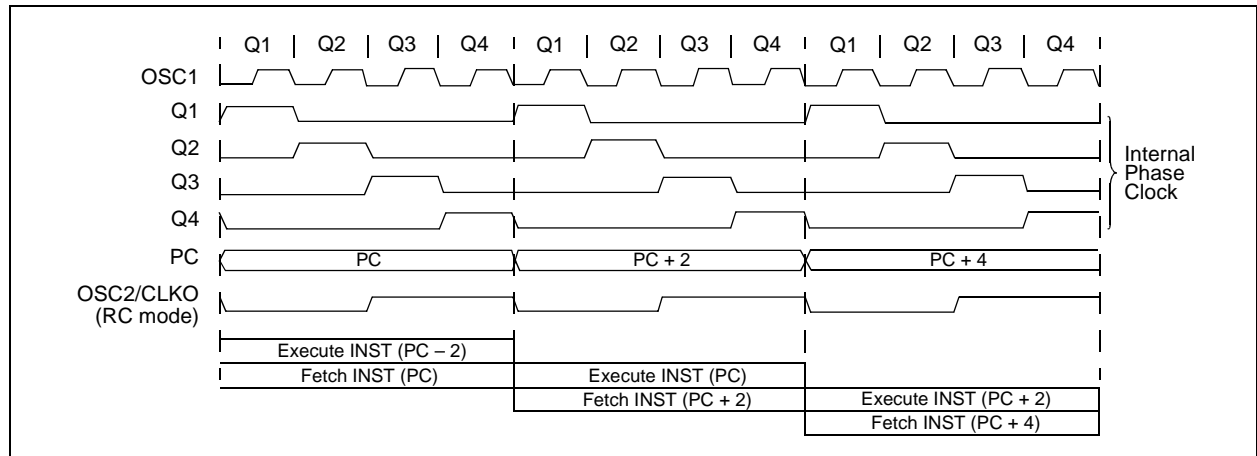 Q1 Q2 Q3 Q4 Q1 Q2 Q3 Q4 Q1 Q2 Q3 Q4
OSC1
Q1
Q2
Q3
Q4
Internal
Phase
Clock
PC PC PC + 2 PC + 4
OSC2/CLKO
(RC mode)
Execute INST (PC – 2)
Fetch INST (PC) Execute INST (PC)
Fetch INST (PC + 2) Execute INST (PC + 2)
Fetch INST (PC + 4)